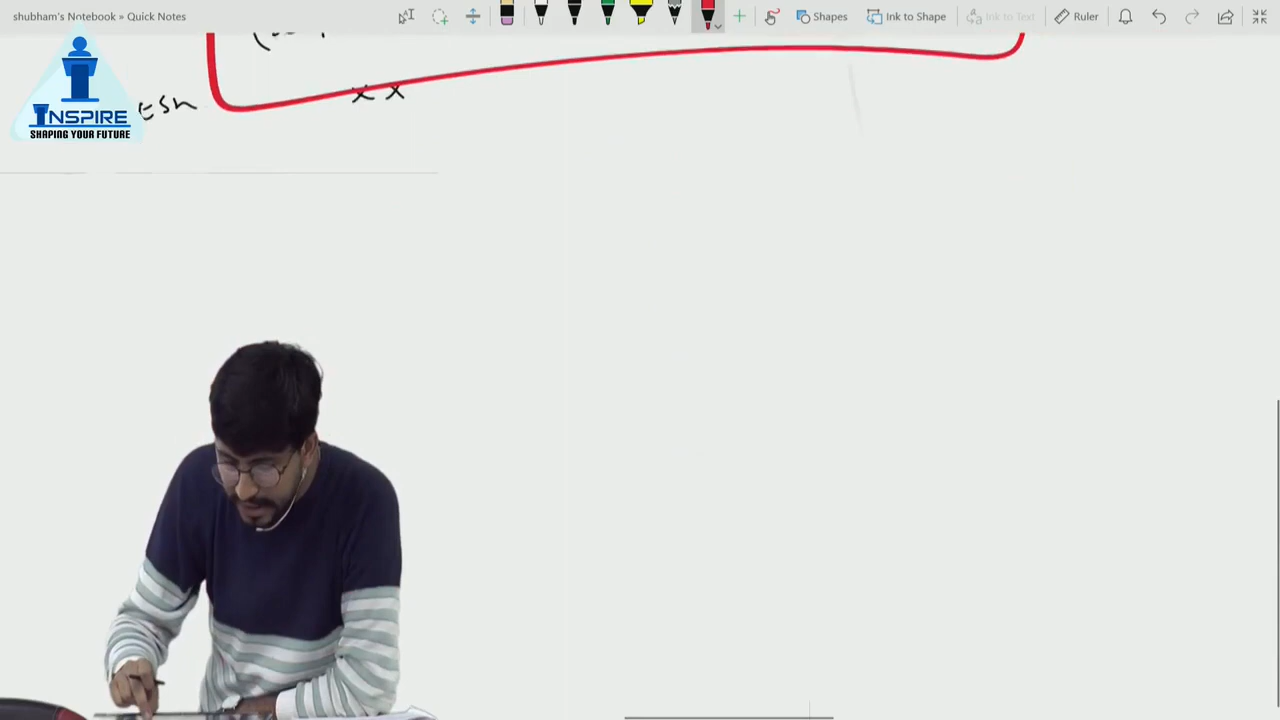 shubham's Notebook » Quick Notes
Shapes
Ink to Shape
Ink to Text
Ruler
x x
INSPIRE
SHAPING YOUR FUTURE